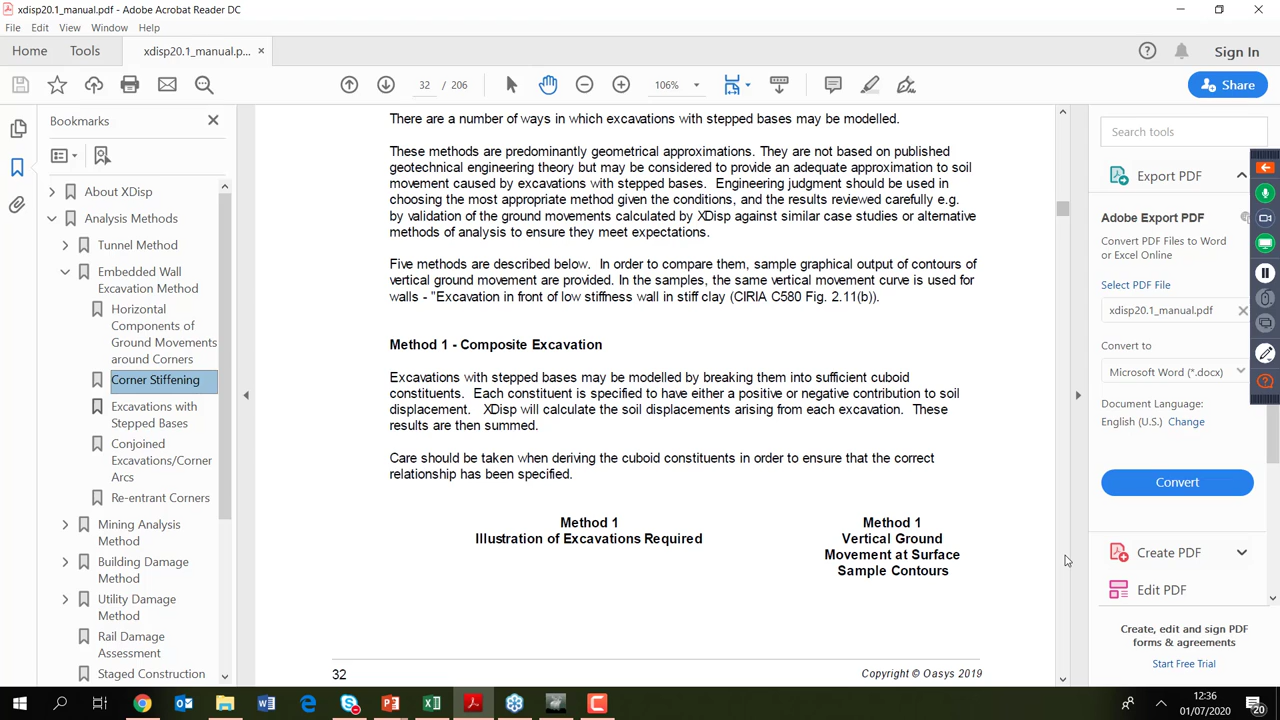 xdisp20.1_manual.pdf - Adobe Acrobat Reader DC
File Edit View Window Help
Home Tools xdisp20.1_manual.p... × Sign In
32 / 206 106% Share
Bookmarks
About XDisp
Analysis Methods
Tunnel Method
Embedded Wall
Excavation Method
Horizontal
Components of
Ground Movements
around Corners
Corner Stiffening
Excavations with
Stepped Bases
Conjoined
Excavations/Corner
Arcs
Re-entrant Corners
Mining Analysis
Method
Building Damage
Method
Utility Damage
Method
Rail Damage
Assessment
Staged Construction
There are a number of ways in which excavations with stepped bases may be modelled.
These methods are predominantly geometrical approximations. They are not based on published
geotechnical engineering theory but may be considered to provide an adequate approximation to soil
movement caused by excavations with stepped bases. Engineering judgment should be used in
choosing the most appropriate method given the conditions, and the results reviewed carefully e.g.
by validation of the ground movements calculated by XDisp against similar case studies or alternative
methods of analysis to ensure they meet expectations.
Five methods are described below. In order to compare them, sample graphical output of contours of
vertical ground movement are provided. In the samples, the same vertical movement curve is used for
walls - "Excavation in front of low stiffness wall in stiff clay (CIRIA C580 Fig. 2.11(b)).
Method 1 - Composite Excavation
Excavations with stepped bases may be modelled by breaking them into sufficient cuboid
constituents. Each constituent is specified to have either a positive or negative contribution to soil
displacement. XDisp will calculate the soil displacements arising from each excavation. These
results are then summed.
Care should be taken when deriving the cuboid constituents in order to ensure that the correct
relationship has been specified.
Method 1
Illustration of Excavations Required
Method 1
Vertical Ground
Movement at Surface
Sample Contours
32
Copyright © Oasys 2019
Search tools
Export PDF
Adobe Export PDF
Convert PDF Files to Word
or Excel Online
Select PDF File
xdisp20.1_manual.pdf
Convert to
Microsoft Word (*.docx)
Document Language:
English (U.S.) Change
Convert
Create PDF
Edit PDF
Create, edit and sign PDF
forms & agreements
Start Free Trial
12:36
01/07/2020
20